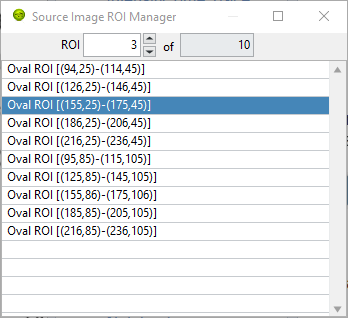 Source Image ROI Manager
ROI 3 of 10
Oval ROI [(94,25)-(114,45)]
Oval ROI [(126,25)-(146,45)]
Oval ROI [(155,25)-(175,45)]
Oval ROI [(186,25)-(206,45)]
Oval ROI [(216,25)-(236,45)]
Oval ROI [(95,85)-(115,105)]
Oval ROI [(125,85)-(145,105)]
Oval ROI [(155,86)-(175,106)]
Oval ROI [(185,85)-(205,105)]
Oval ROI [(216,85)-(236,105)]